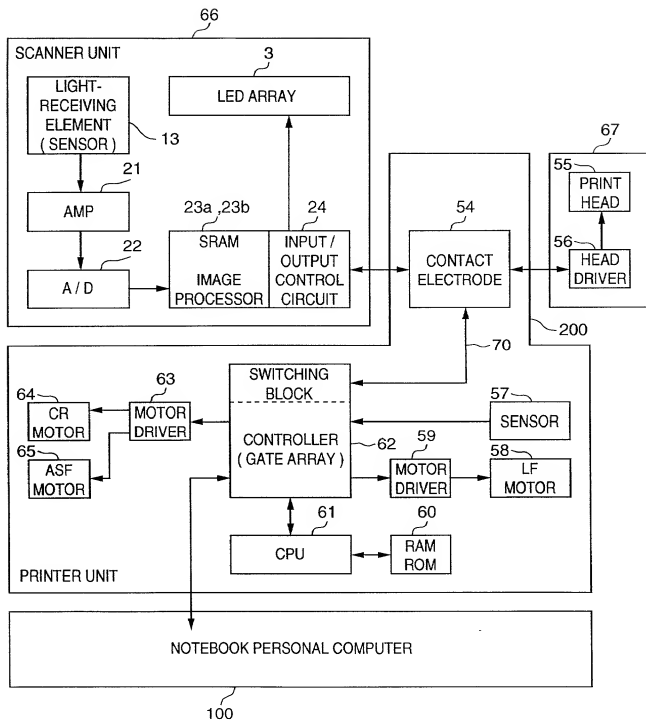 66
SCANNER UNIT
3
LIGHT-
RECEIVING
ELEMENT
( SENSOR )
13
LED ARRAY
67
21
AMP
23a ,23b
24
54
55
PRINT
HEAD
22
A / D
SRAM
IMAGE
PROCESSOR
INPUT /
OUTPUT
CONTROL
CIRCUIT
CONTACT
ELECTRODE
56
HEAD
DRIVER
200
70
SWITCHING
BLOCK
64
CR
MOTOR
63
MOTOR
DRIVER
57
SENSOR
CONTROLLER
( GATE ARRAY )
62
65
ASF
MOTOR
59
MOTOR
DRIVER
58
LF
MOTOR
61
CPU
60
RAM
ROM
PRINTER UNIT
NOTEBOOK PERSONAL COMPUTER
100